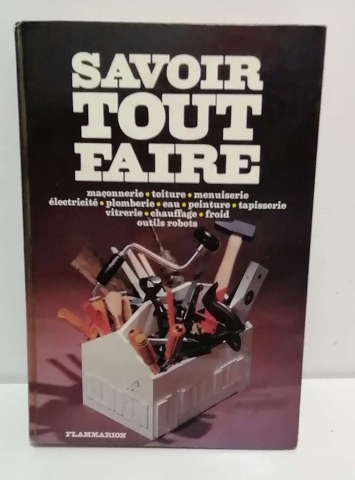 SAVOIR
TOUT
FAIRE
maçonnerie • toiture • menuiserie
électricité • plomberie • eau • peinture • tapisserie
vitrerie • chauffage • froid
outils robots
FLAMMARION